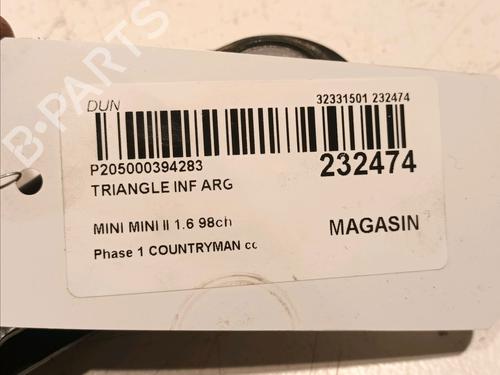 DUN 32331501 232474
P205000394283 232474
TRIANGLE INF ARG
MINI MINI II 1.6 98ch MAGASIN
Phase 1 COUNTRYMAN cc
B-PARTS